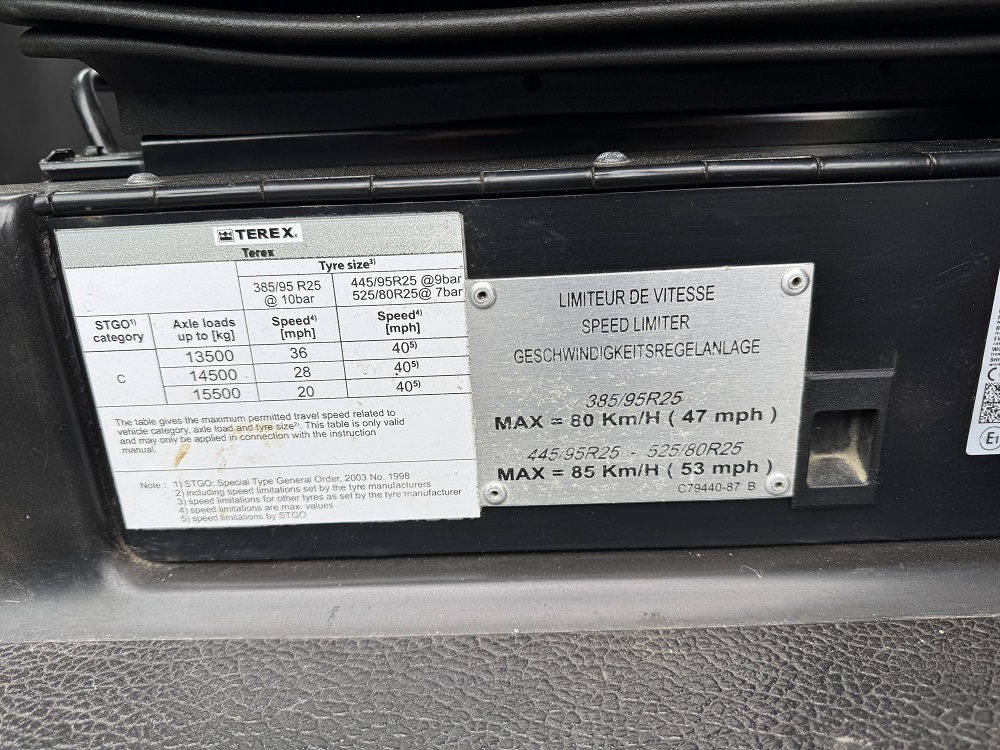 TEREX.
Terex
Tyre size3)
385/95 R25 @ 10bar
445/95R25 @9bar
525/80R25@ 7bar
STGO1) category
Axle loads up to [kg]
Speed4) [mph]
Speed4) [mph]
C
13500 36 405)
14500 28 405)
15500 20 405)
The table gives the maximum permitted travel speed related to
vehicle category, axle load and tyre size2). This table is only valid
and may only be applied in connection with the instruction
manual.
Note : 1) STGO; Special Type General Order, 2003 No. 1998
2) including speed limitations set by the tyre manufacturers
3) speed limitations for other tyres as set by the tyre manufacturer
4) speed limitations are max. values
5) speed limitations by STGO
LIMITEUR DE VITESSE
SPEED LIMITER
GESCHWINDIGKEITSREGELANLAGE
385/95R25
MAX = 80 Km/H ( 47 mph )
445/95R25 - 525/80R25
MAX = 85 Km/H ( 53 mph )
C79440-87 B
E1